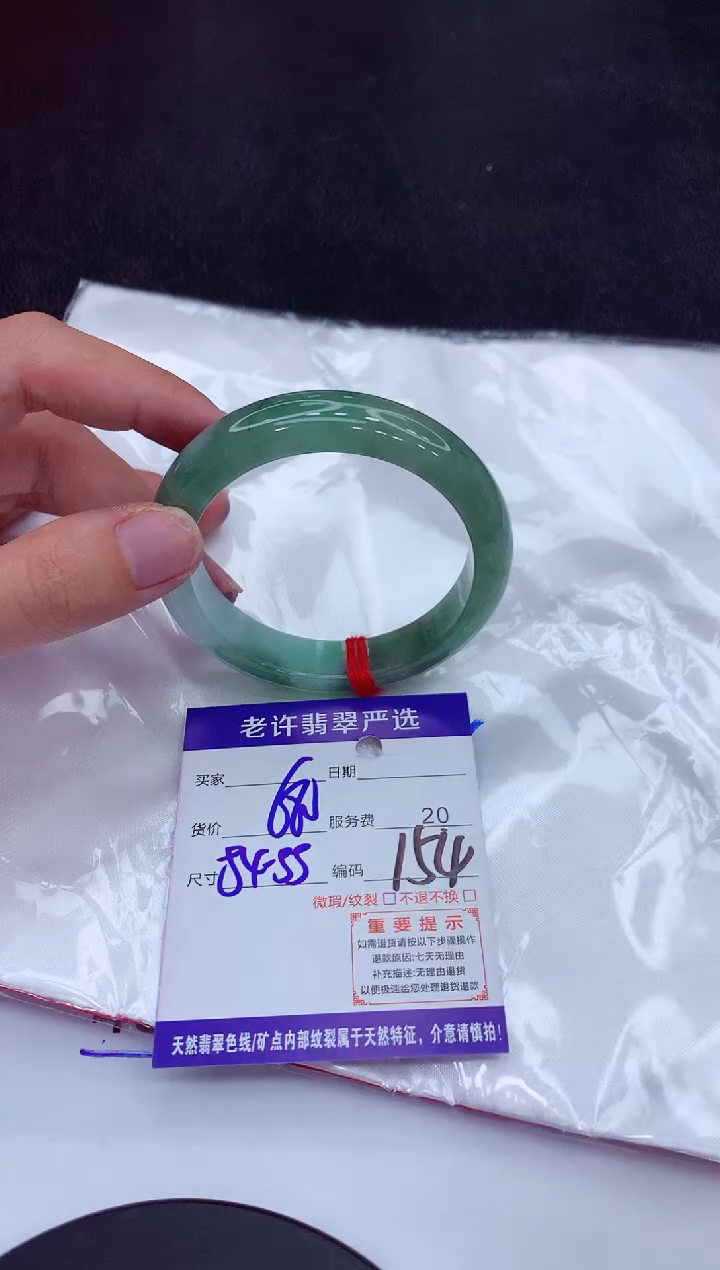 老许翡翠严选
买家 日期
货价 服务费 20
尺寸 5455 编码 154
微瑕/纹裂 □ 不退不换 □
重要提示
如需退货请按以下步骤操作
退款原因:七天无理由
补充描述:无理由退货
以便极速给您处理退货退款
天然翡翠色线/矿点内部纹裂属于天然特征，介意请慎拍！